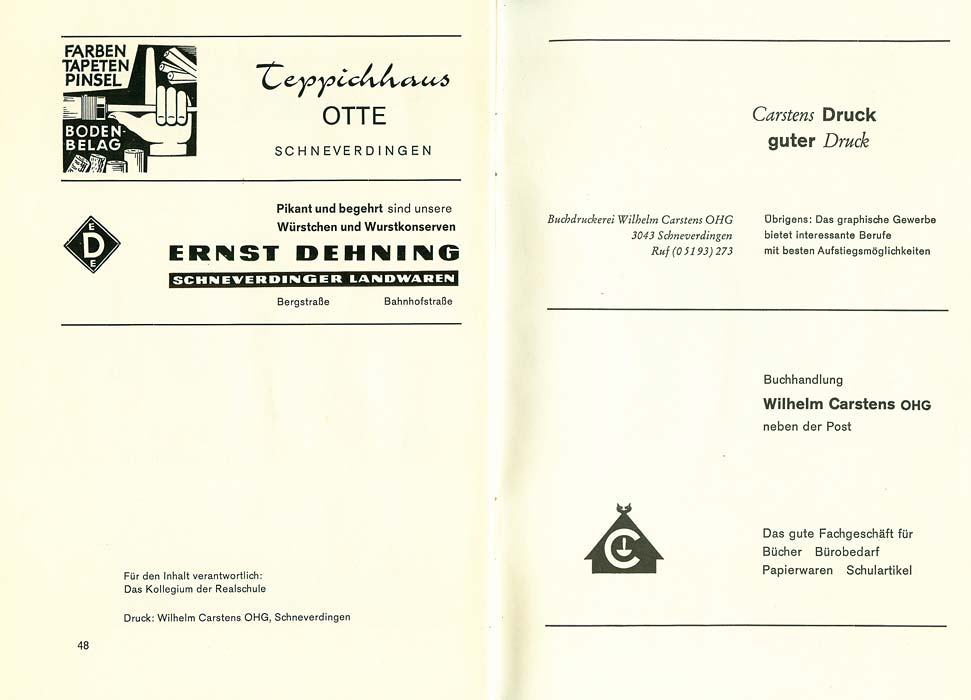 FARBEN
TAPETEN
PINSEL
BODEN-
BELAG
Teppichhaus
OTTE
SCHNEVERDINGEN
Pikant und begehrt sind unsere
Würstchen und Wurstkonserven
E
D
E
ERNST DEHNING
SCHNEVERDINGER LANDWAREN
Bergstraße Bahnhofstraße
Für den Inhalt verantwortlich:
Das Kollegium der Realschule
Druck: Wilhelm Carstens OHG, Schneverdingen
48
Carstens Druck
guter Druck
Buchdruckerei Wilhelm Carstens OHG
3043 Schneverdingen
Ruf (0 51 93) 273
Übrigens: Das graphische Gewerbe
bietet interessante Berufe
mit besten Aufstiegsmöglichkeiten
Buchhandlung
Wilhelm Carstens OHG
neben der Post
C
Das gute Fachgeschäft für
Bücher Bürobedarf
Papierwaren Schulartikel